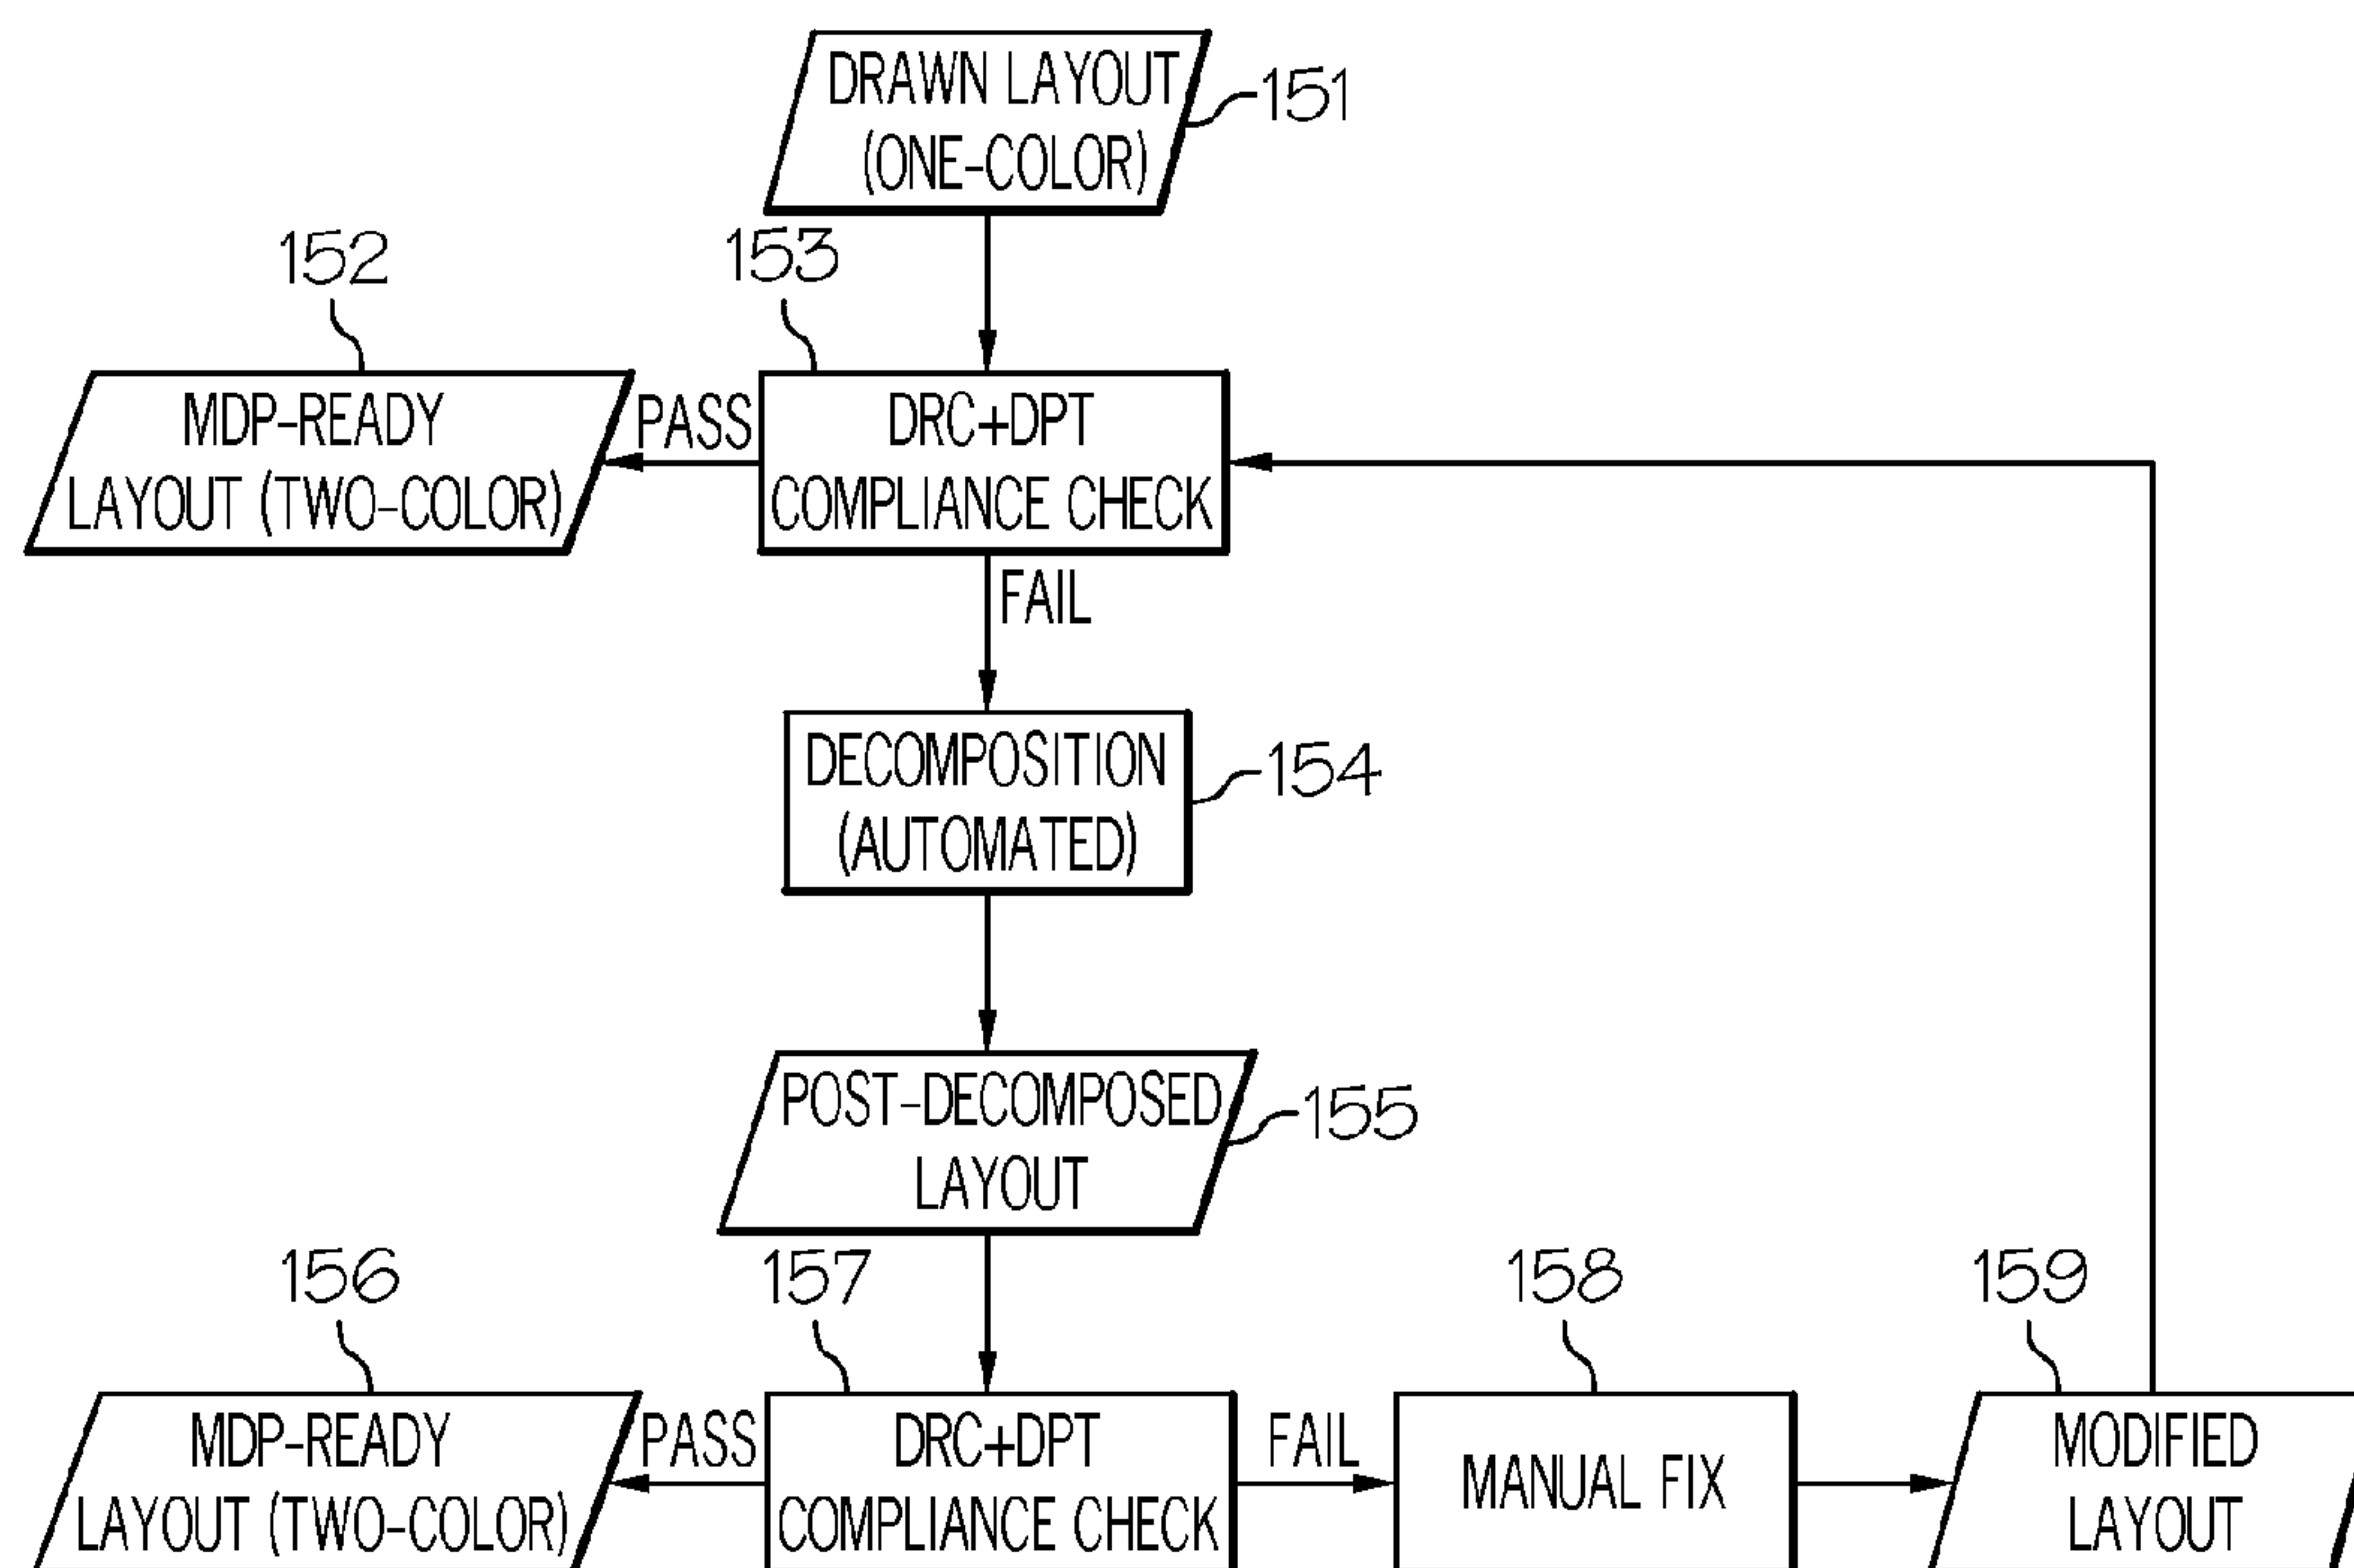 DRAWN LAYOUT
(ONE-COLOR)
151
152
153
MDP-READY
LAYOUT (TWO-COLOR)
PASS
DRC+DPT
COMPLIANCE CHECK
FAIL
DECOMPOSITION
(AUTOMATED)
154
POST-DECOMPOSED
LAYOUT
155
156
157
158
159
MDP-READY
LAYOUT (TWO-COLOR)
PASS
DRC+DPT
COMPLIANCE CHECK
FAIL
MANUAL FIX
MODIFIED
LAYOUT